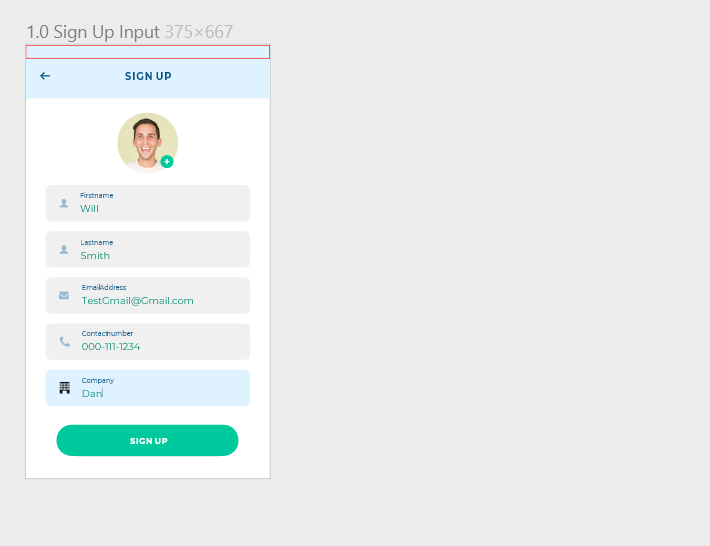 1.0 Sign Up Input 375×667
SIGN UP
Firstname
Will
Lastname
Smith
EmailAddress
TestGmail@Gmail.com
Contactnumber
000-111-1234
Company
Dan
SIGN UP